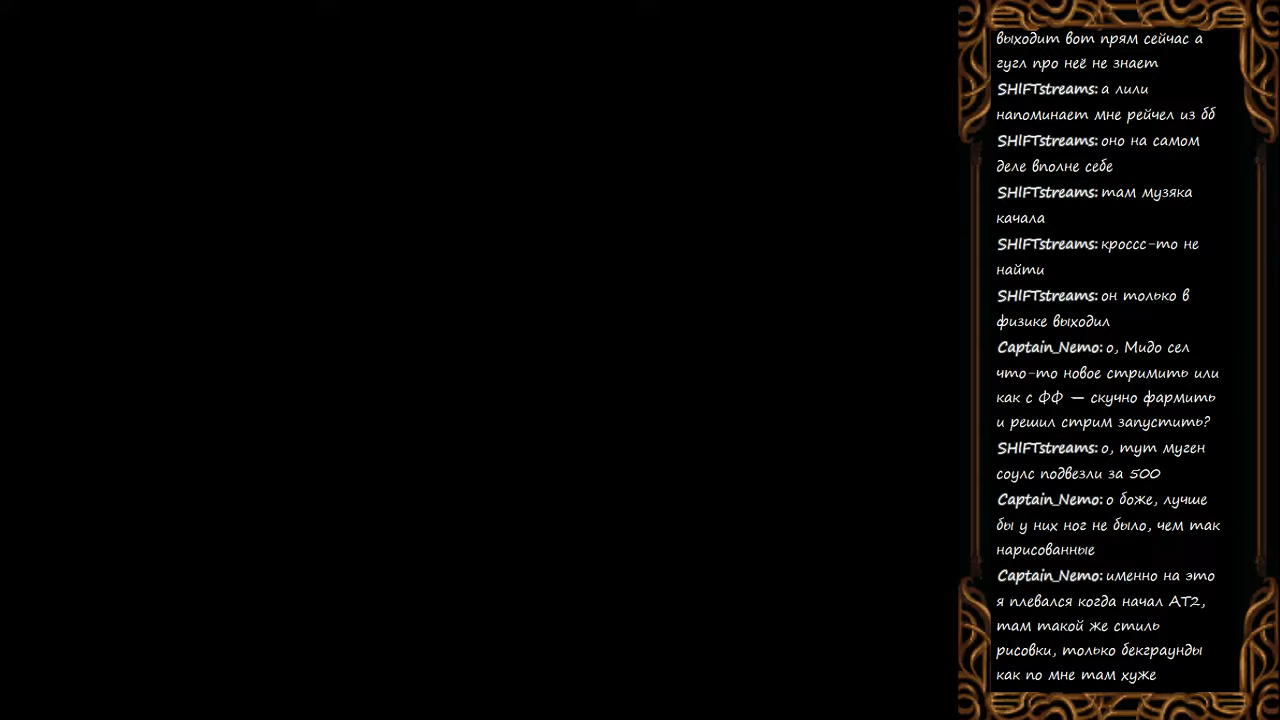 выходит вот прям сейчас а
гугл про неё не знает
SHIFTstreams: а лили
напоминает мне рейчел из бб
SHIFTstreams: оно на самом
деле вполне себе
SHIFTstreams: там музяка
качала
SHIFTstreams: кроссс-то не
найти
SHIFTstreams: он только в
физике выходил
Captain_Nemo: о, Мидо сел
что-то новое стримить или
как с ФФ — скучно фармить
и решил стрим запустить?
SHIFTstreams: о, тут муген
соулс подвезли за 500
Captain_Nemo: о боже, лучше
бы у них ног не было, чем так
нарисованные
Captain_Nemo: именно на это
я плевался когда начал АТ2,
там такой же стиль
рисовки, только бекграунды
как по мне там хуже